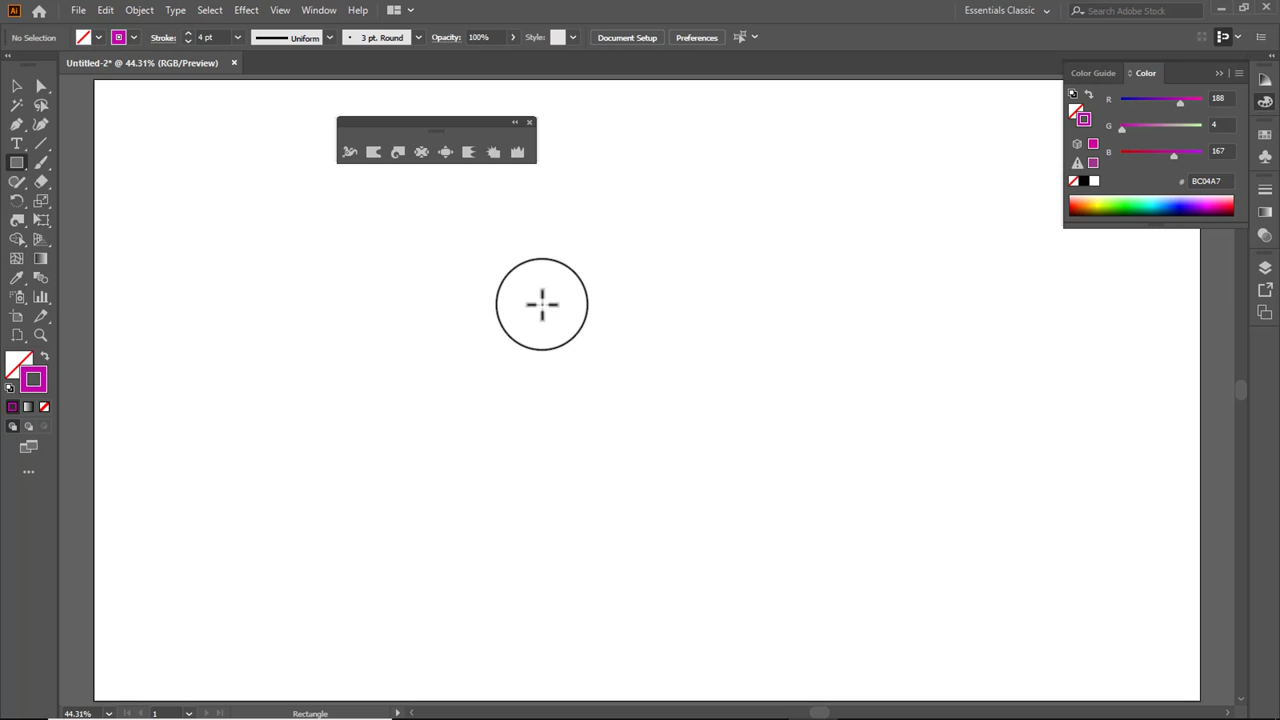 Ai File Edit Object Type Select Effect View Window Help Essentials Classic Search Adobe Stock
No Selection Stroke: 4 pt Uniform 3 pt. Round Opacity: 100% Style: Document Setup Preferences
Untitled-2* @ 44.31% (RGB/Preview)
Color Guide Color
R 188
G 4
B 167
# BC04A7
44.31% 1 Rectangle